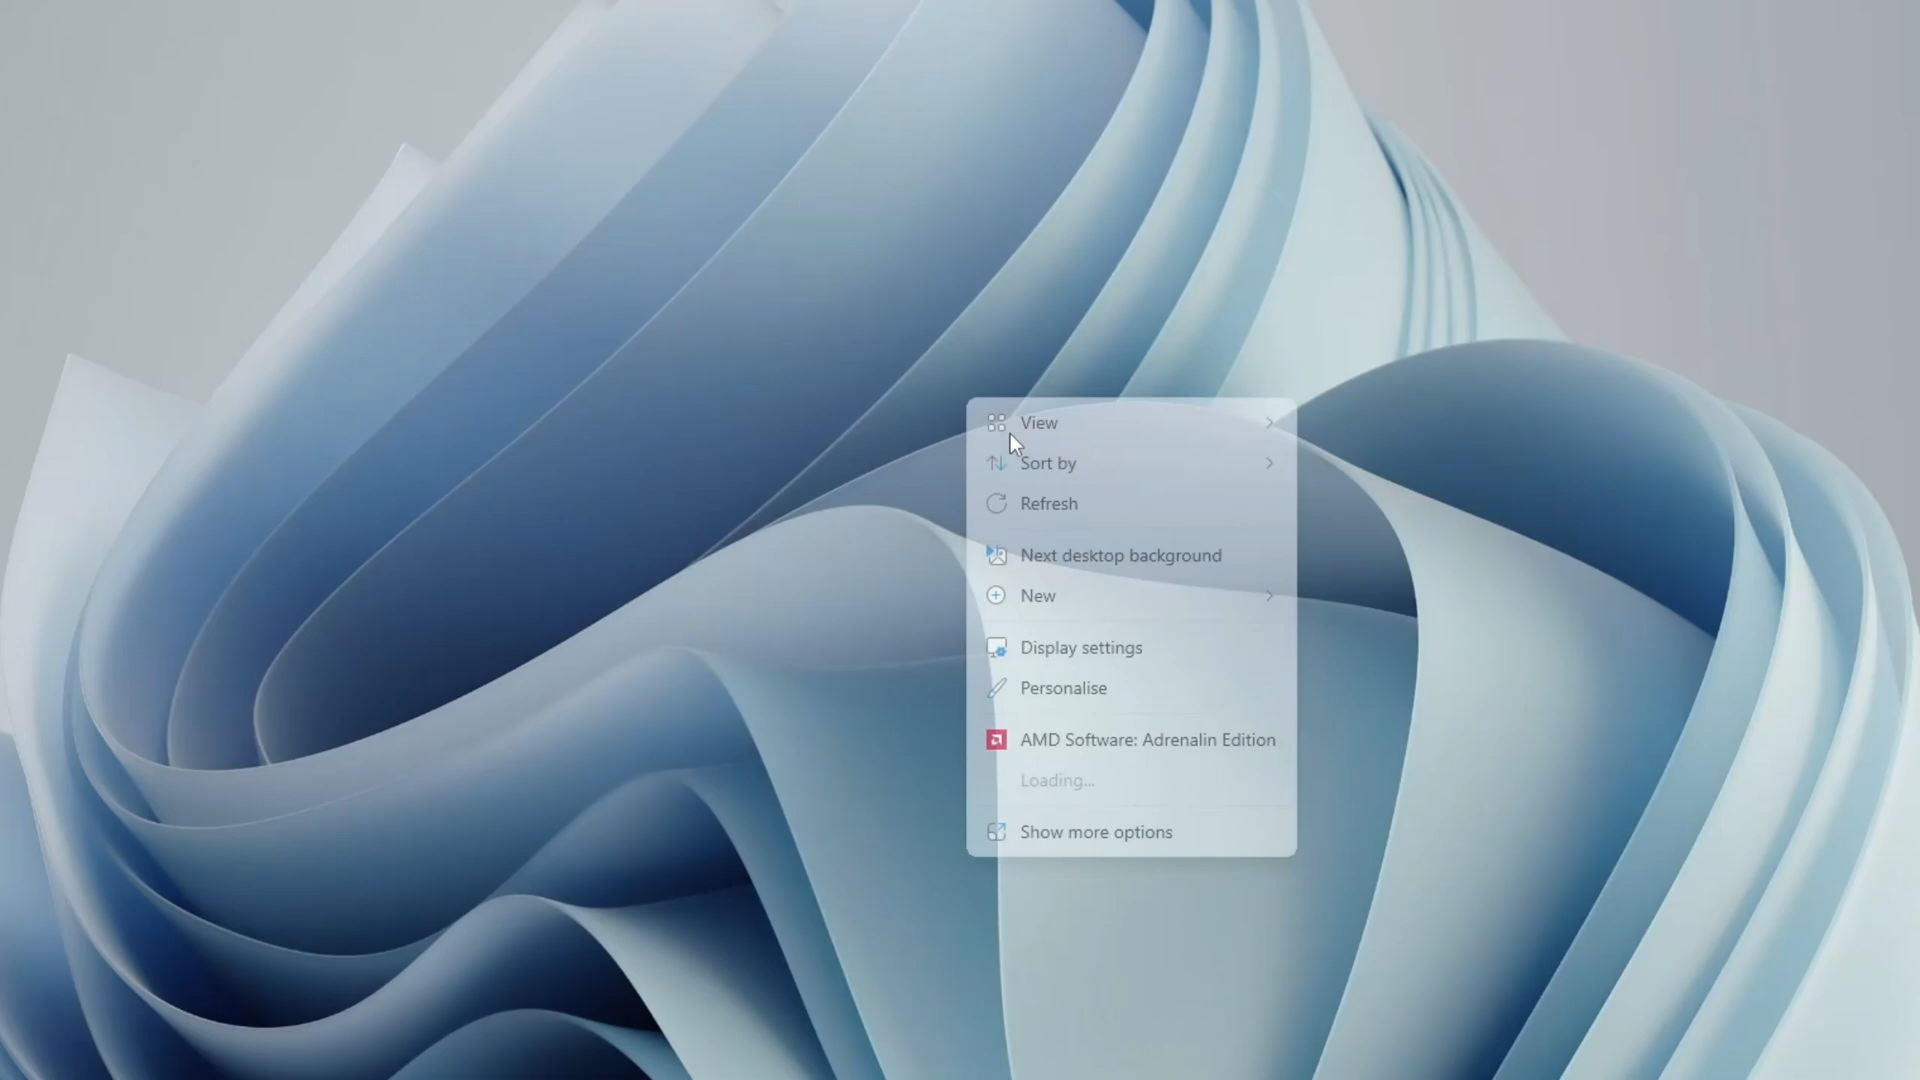 View
Sort by
Refresh
Next desktop background
New
Display settings
Personalise
AMD Software: Adrenalin Edition
Loading...
Show more options